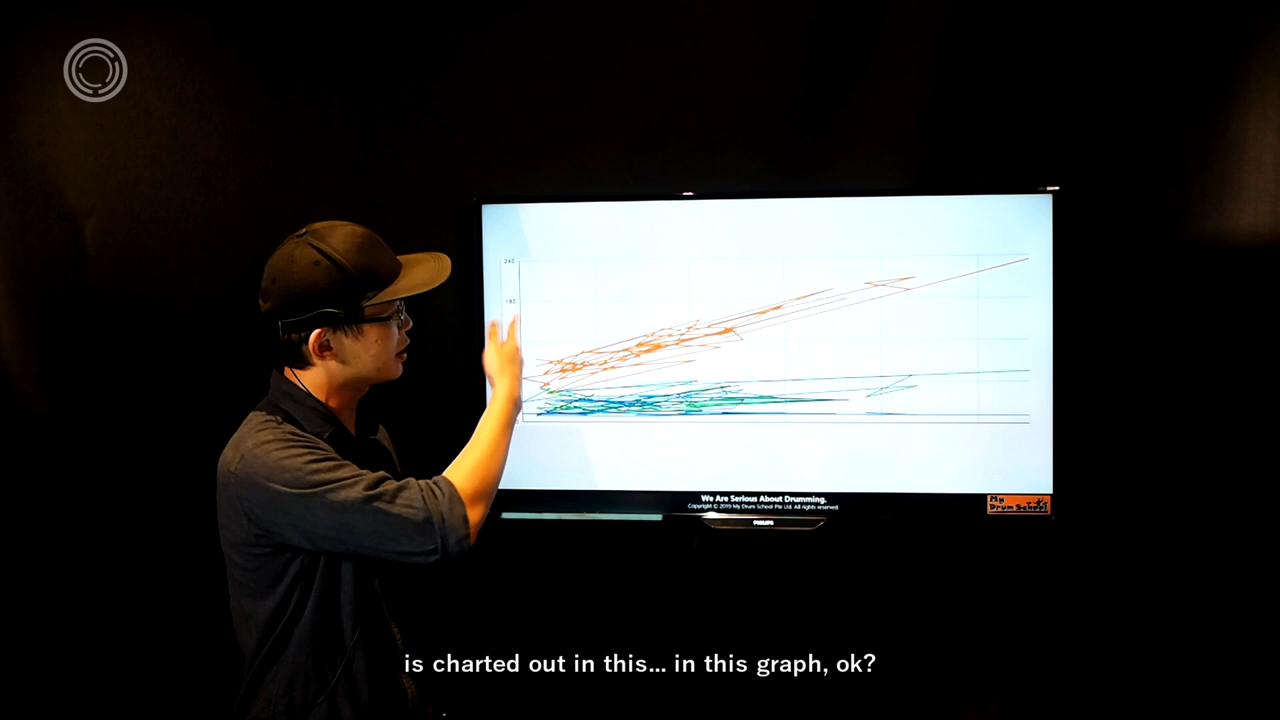 240
180
We Are Serious About Drumming.
Copyright © 2019 My Drum School Pte Ltd. All rights reserved.
My
Drum School
PHILIPS
is charted out in this... in this graph, ok?